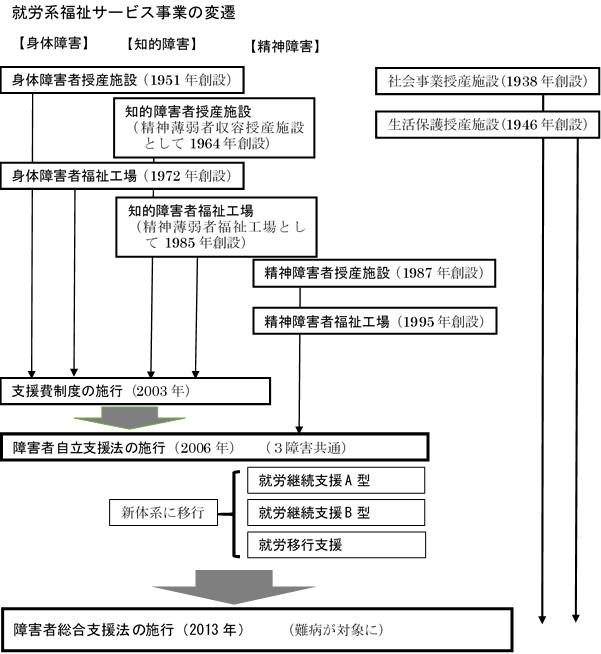 就労系福祉サービス事業の変遷
【身体障害】 【知的障害】 【精神障害】
身体障害者授産施設（1951年創設）
社会事業授産施設（1938年創設）
知的障害者授産施設
（精神薄弱者収容授産施設
として1964年創設）
生活保護授産施設（1946年創設）
身体障害者福祉工場（1972年創設）
知的障害者福祉工場
（精神薄弱者福祉工場とし
て1985年創設）
精神障害者授産施設（1987年創設）
精神障害者福祉工場（1995年創設）
支援費制度の施行（2003年）
障害者自立支援法の施行（2006年） （３障害共通）
就労継続支援A型
新体系に移行
就労継続支援B型
就労移行支援
障害者総合支援法の施行（2013年） （難病が対象に）